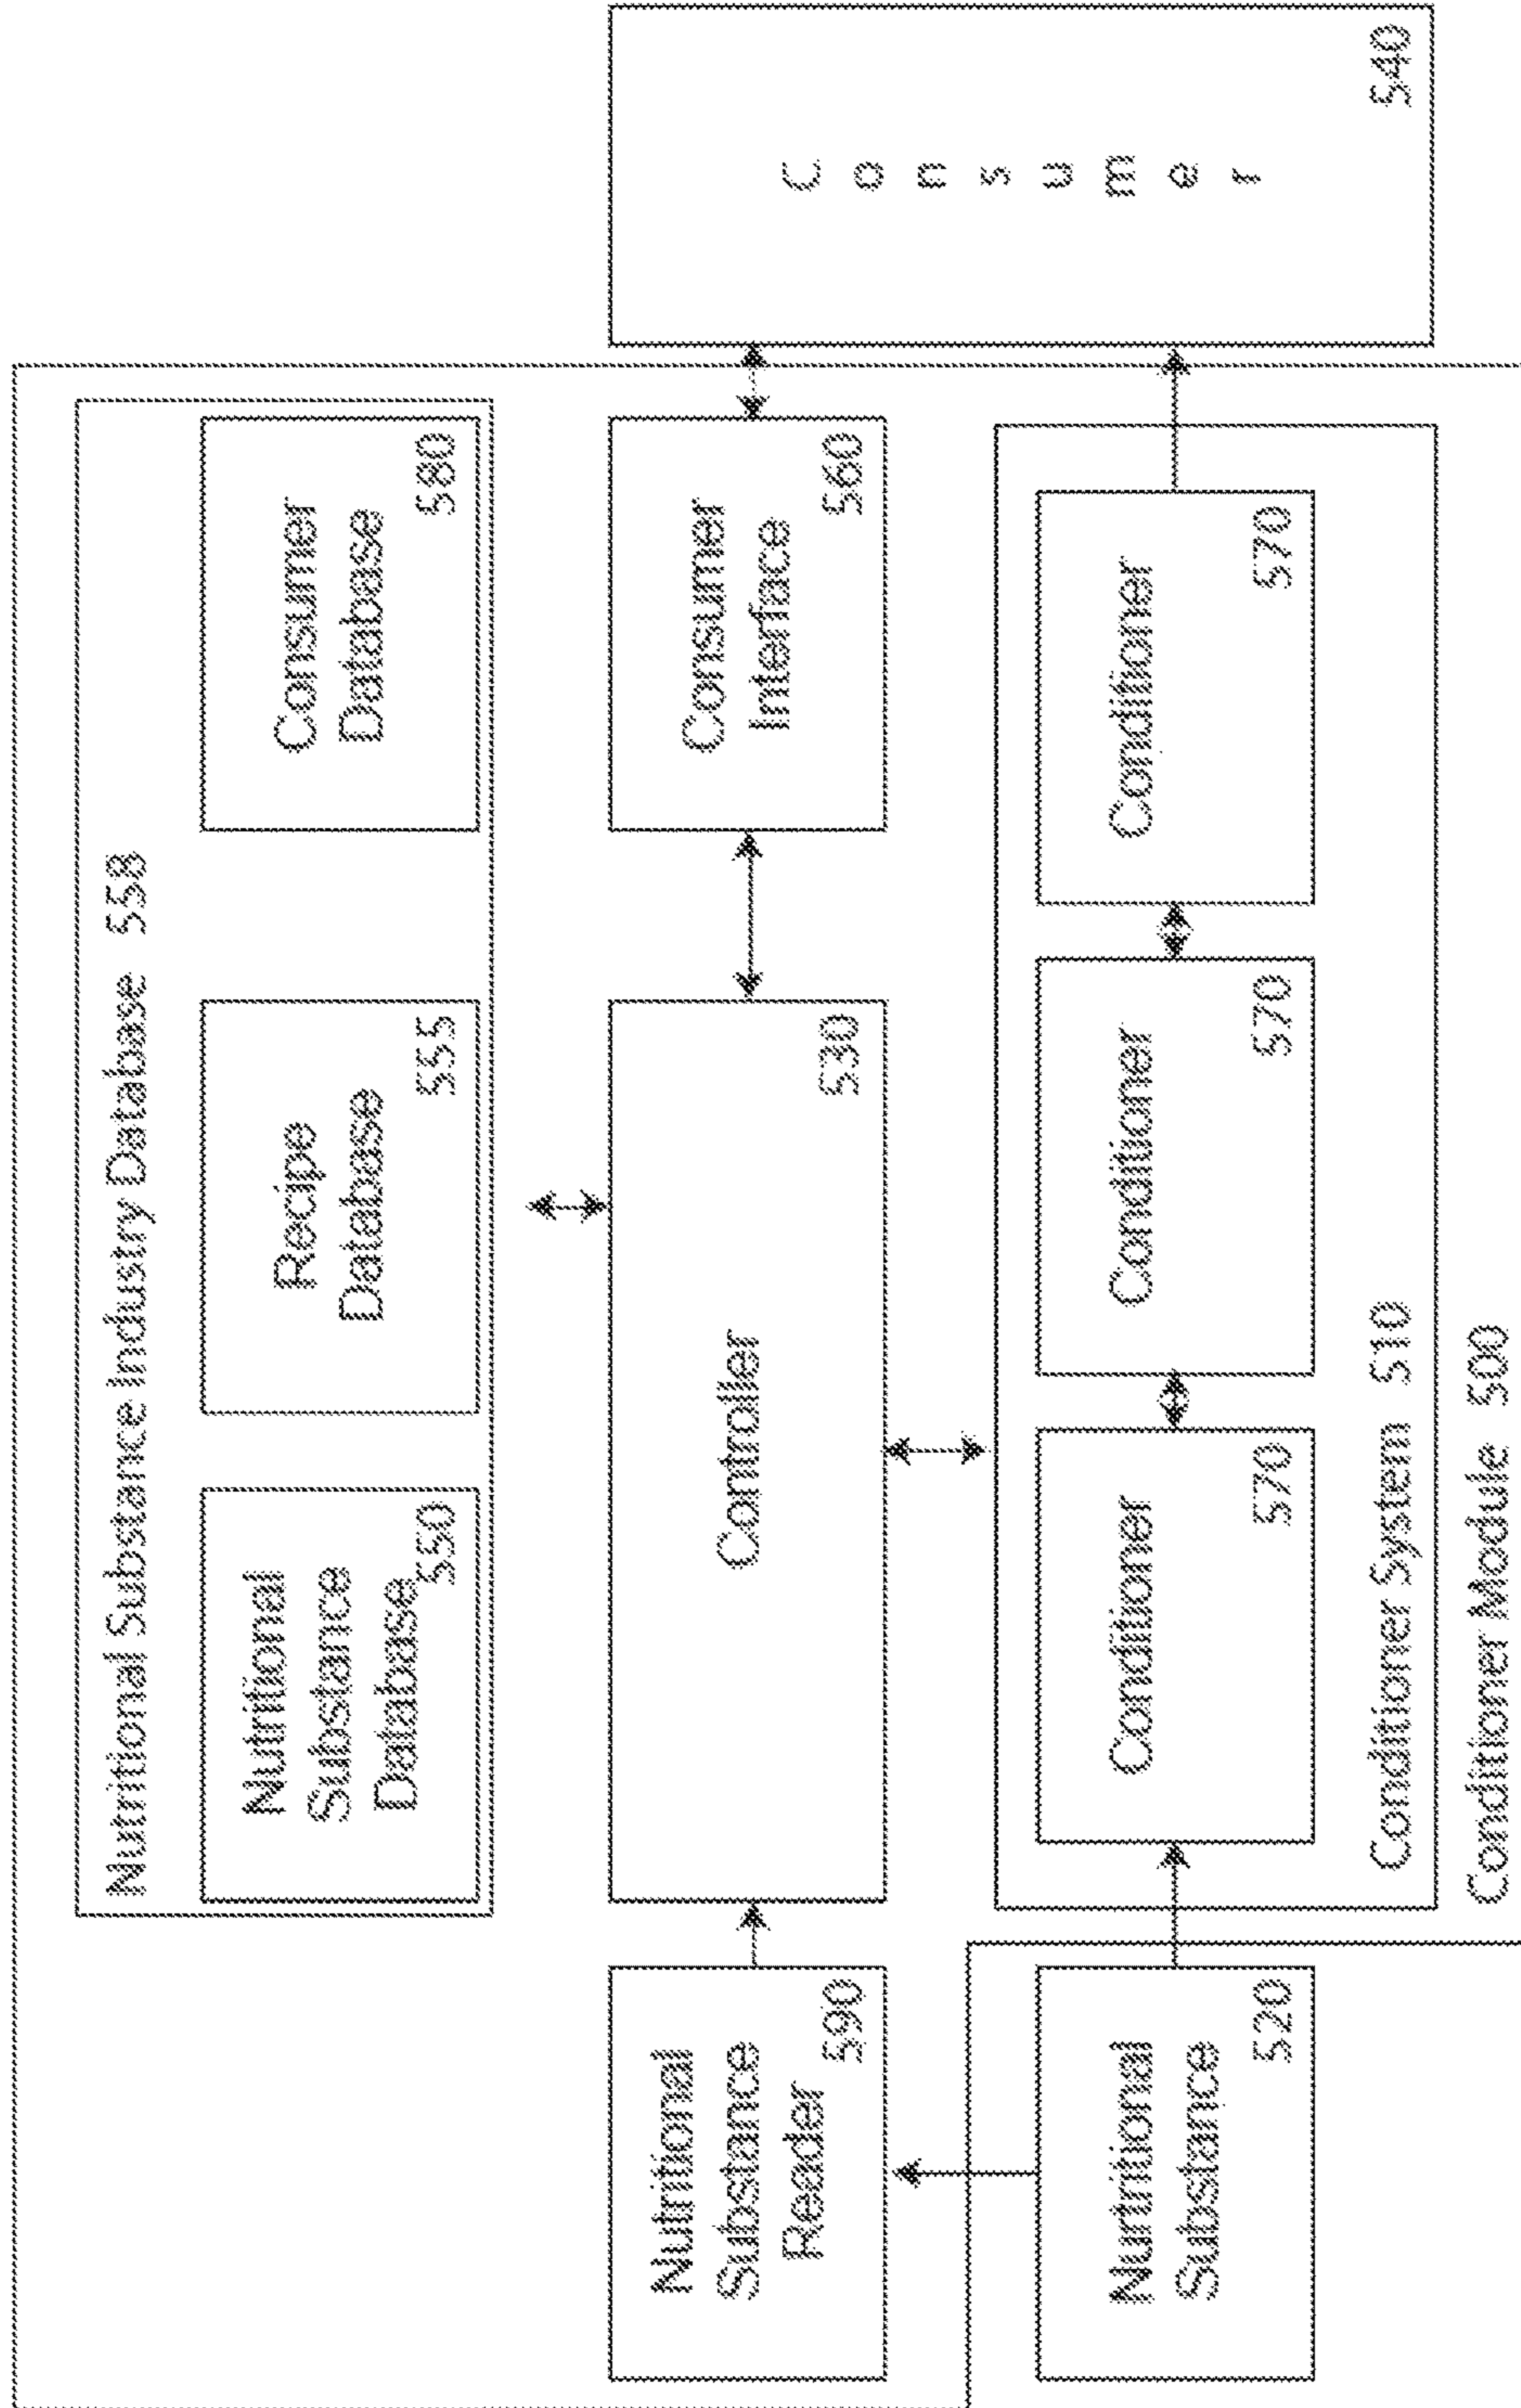 Nutritional Substance Industry Database 558
Nutritional
Substance
Database
550
Recipe
Database
555
Consumer
Database
580
Nutritional
Substance
Reader
590
Controller
530
Consumer
Interface
560
Consumer
540
Nutritional
Substance
520
Conditioner
570
Conditioner
570
Conditioner
570
Conditioner System 510
Conditioner Module 500